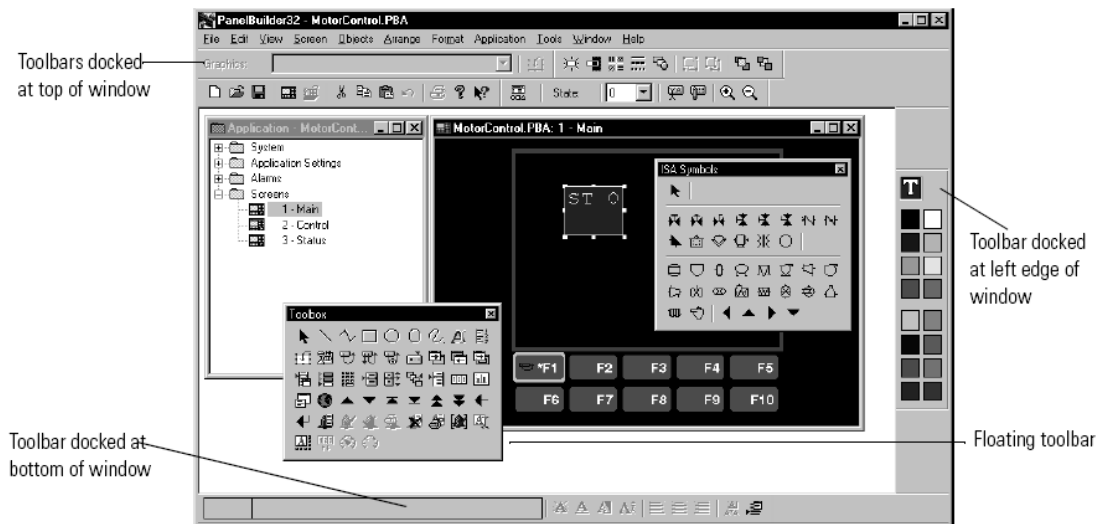 PanelBuilder32 - MotorControl.PBA
File Edit View Screen Objects Arrange Format Application Tools Window Help
Toolbars docked
at top of window
Graphics:
State: 0
Application - MotorCont...
MotorControl.PBA: 1 - Main
System
Application Settings
Alarms
Screens
1 - Main
2 - Control
3 - Status
ST 0
ISA Symbols
T
Toolbar docked
at left edge of
window
Toolbox
*F1 F2 F3 F4 F5
F6 F7 F8 F9 F10
Toolbar docked at
bottom of window
Floating toolbar